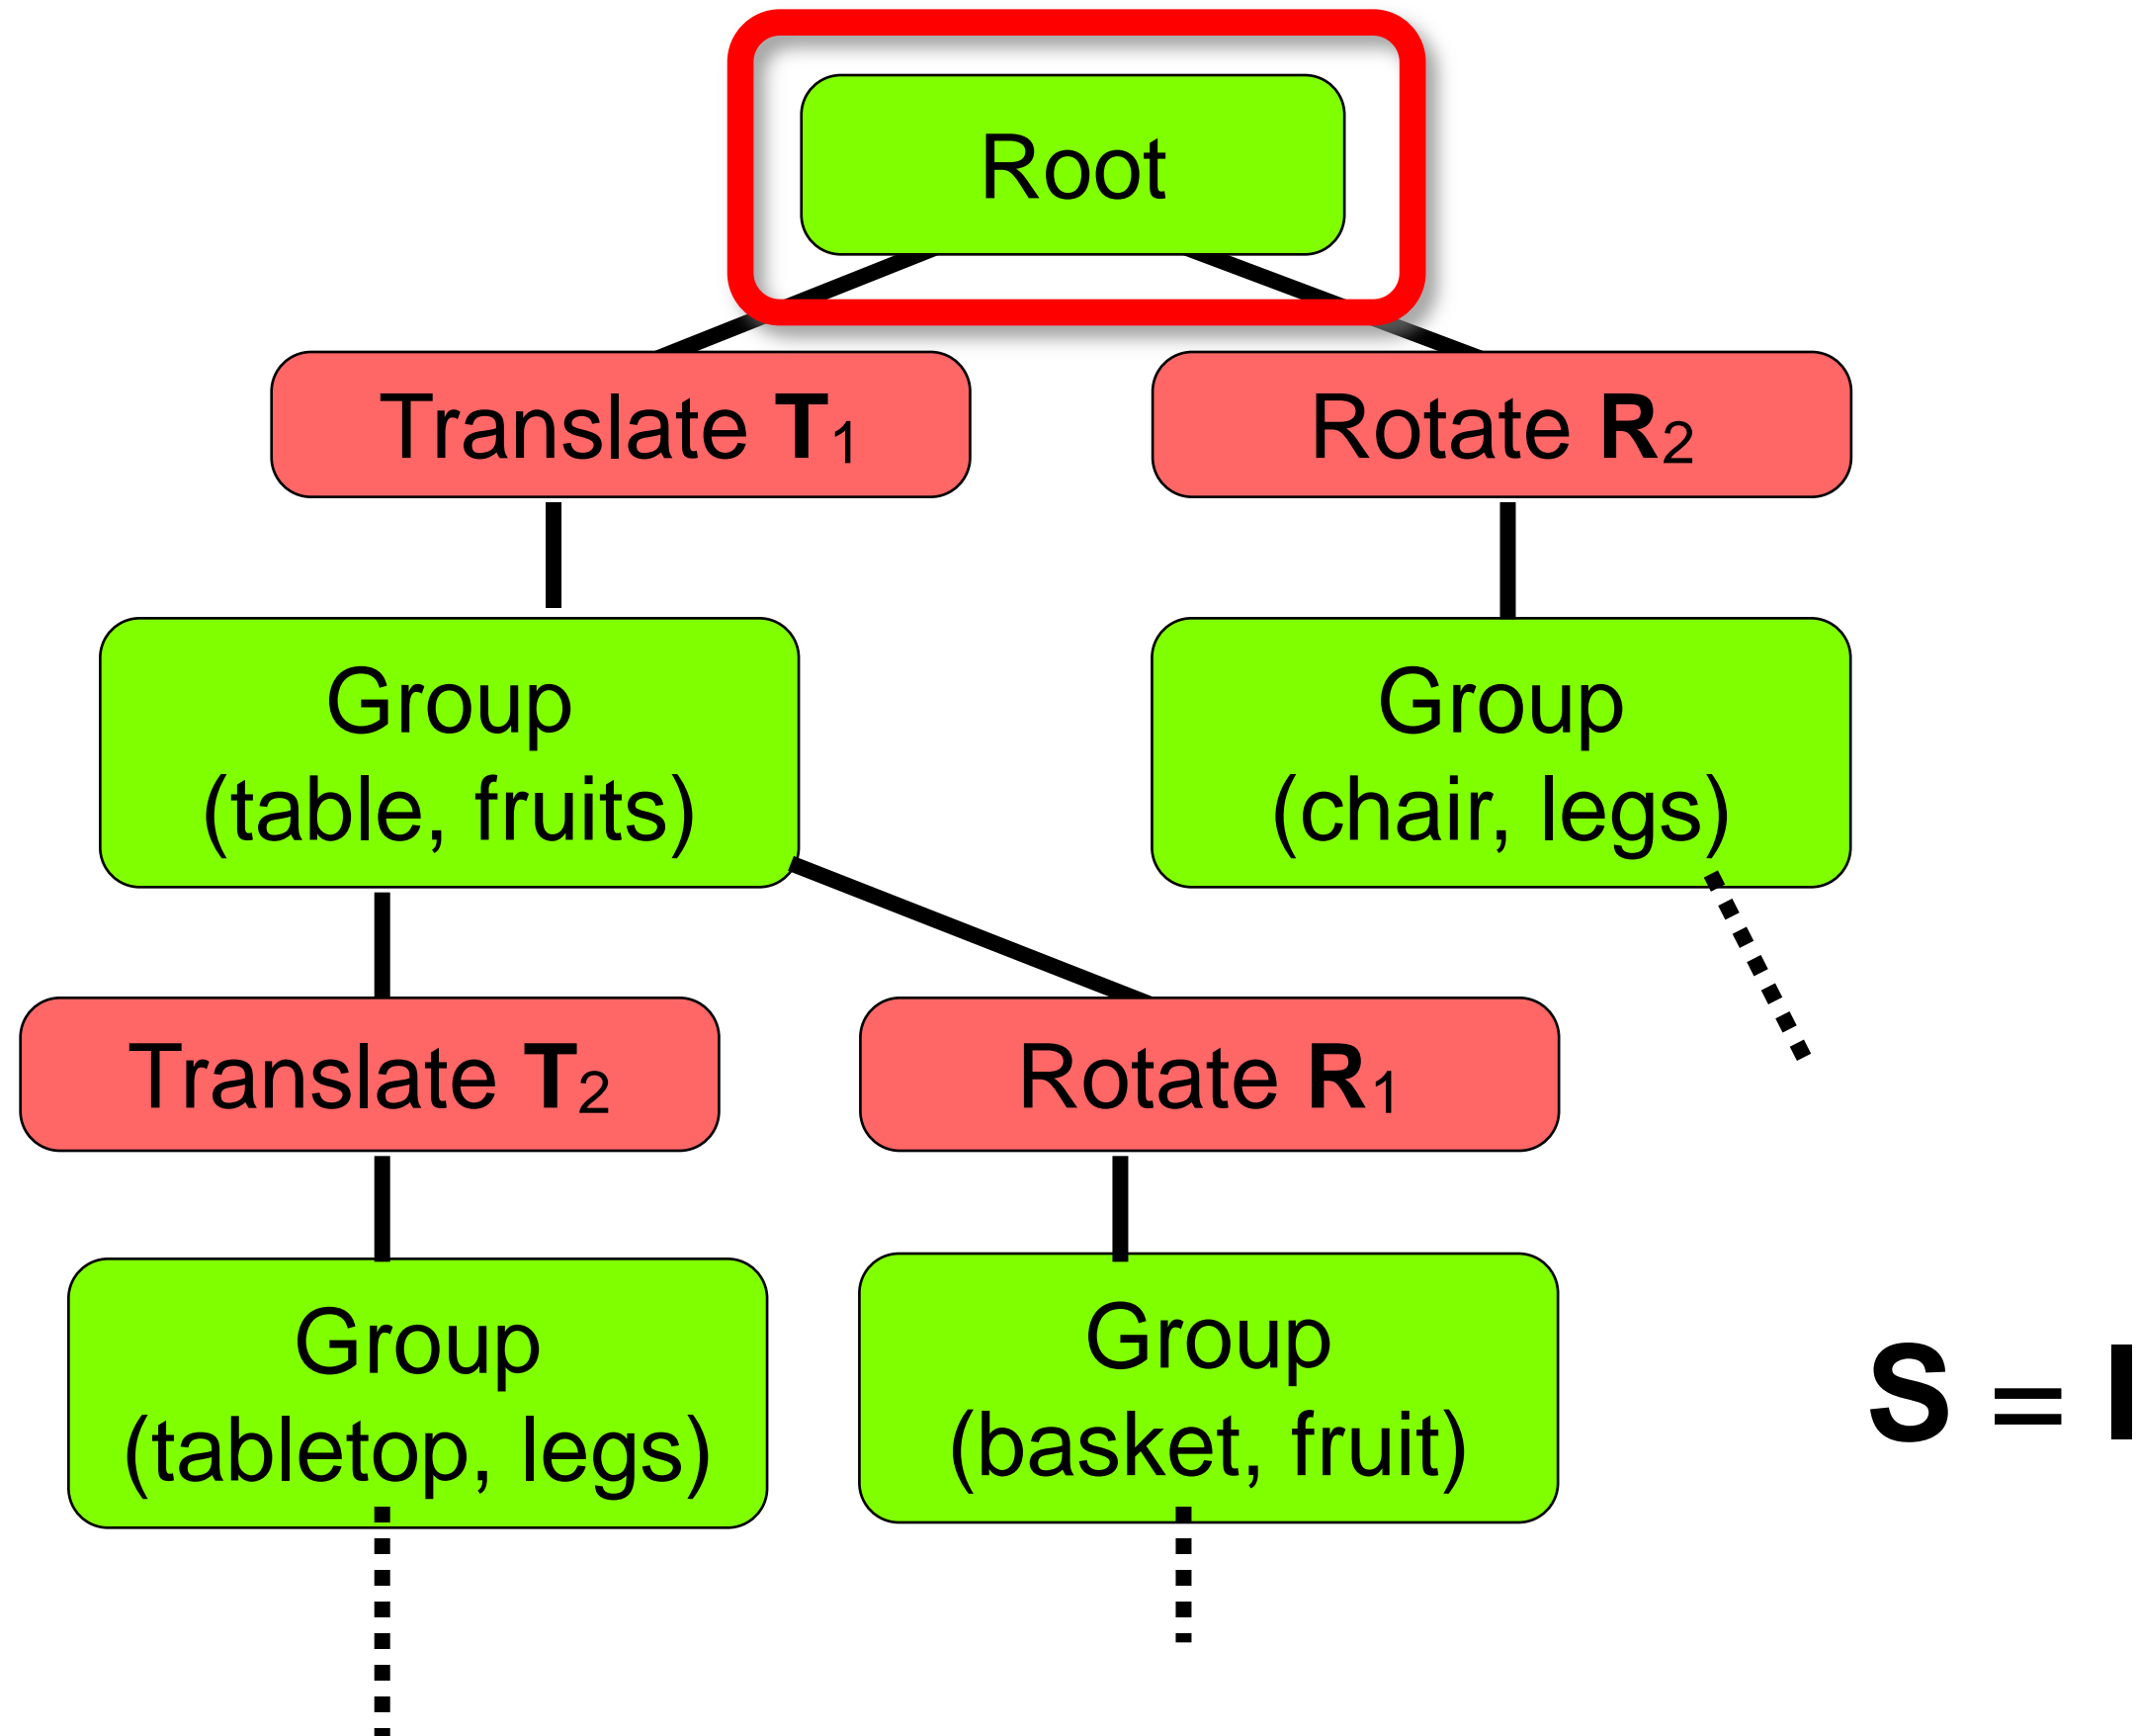 Root
Translate T1
Rotate R2
Group
(table, fruits)
Group
(chair, legs)
Translate T2
Rotate R1
Group
(tabletop, legs)
Group
(basket, fruit)
S = I